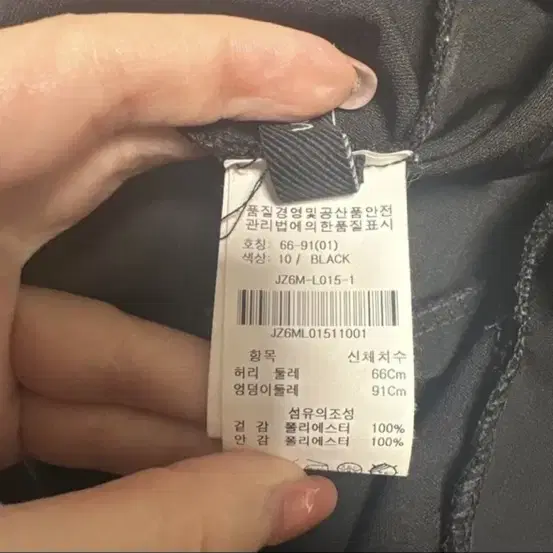 품질경영및공산품안전
관리법에의한품질표시
호칭: 66-91(01)
색상: 10 / BLACK
JZ6M-L015-1
JZ6ML01511001
항목 신체치수
허리 둘레 66Cm
엉덩이둘레 91Cm
섬유의조성
겉 감 폴리에스터 100%
안 감 폴리에스터 100%